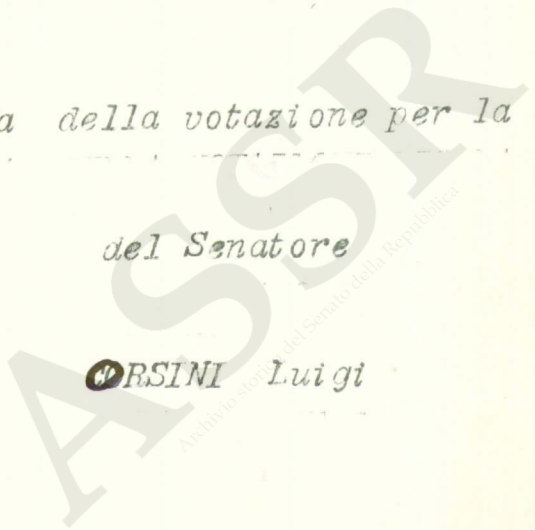 a della votazione per la
del Senatore
ORSINI Luigi
ASSR
Archivio storico del Senato della Repubblica